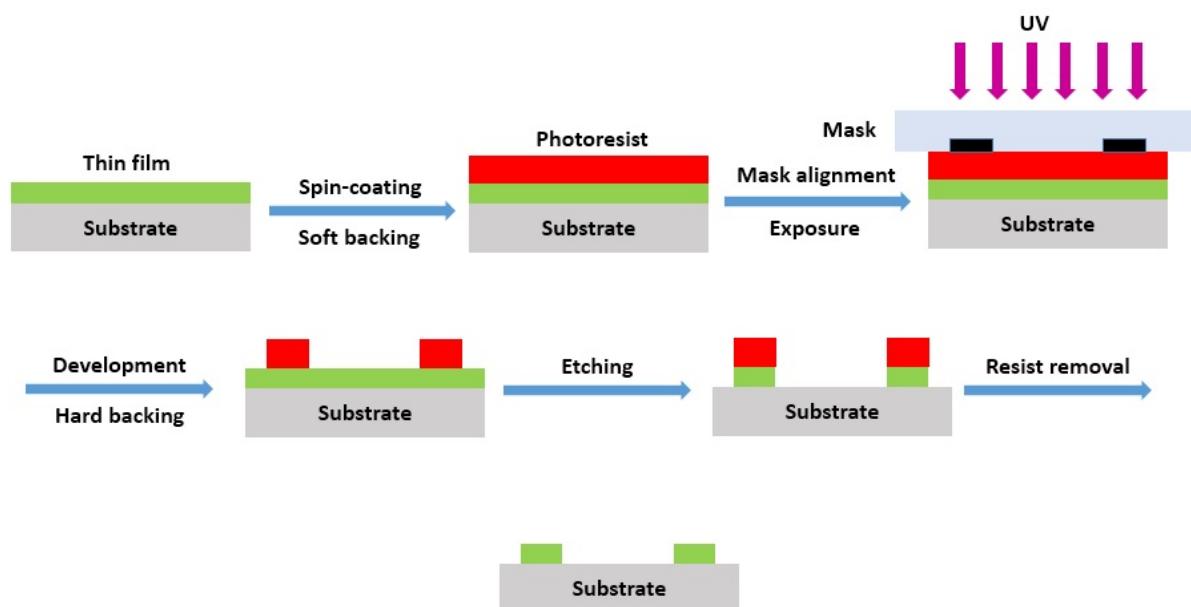 UV
Mask
Thin film
Substrate
Spin-coating
Soft backing
Photoresist
Substrate
Mask alignment
Exposure
Substrate
Development
Hard backing
Substrate
Etching
Substrate
Resist removal
Substrate